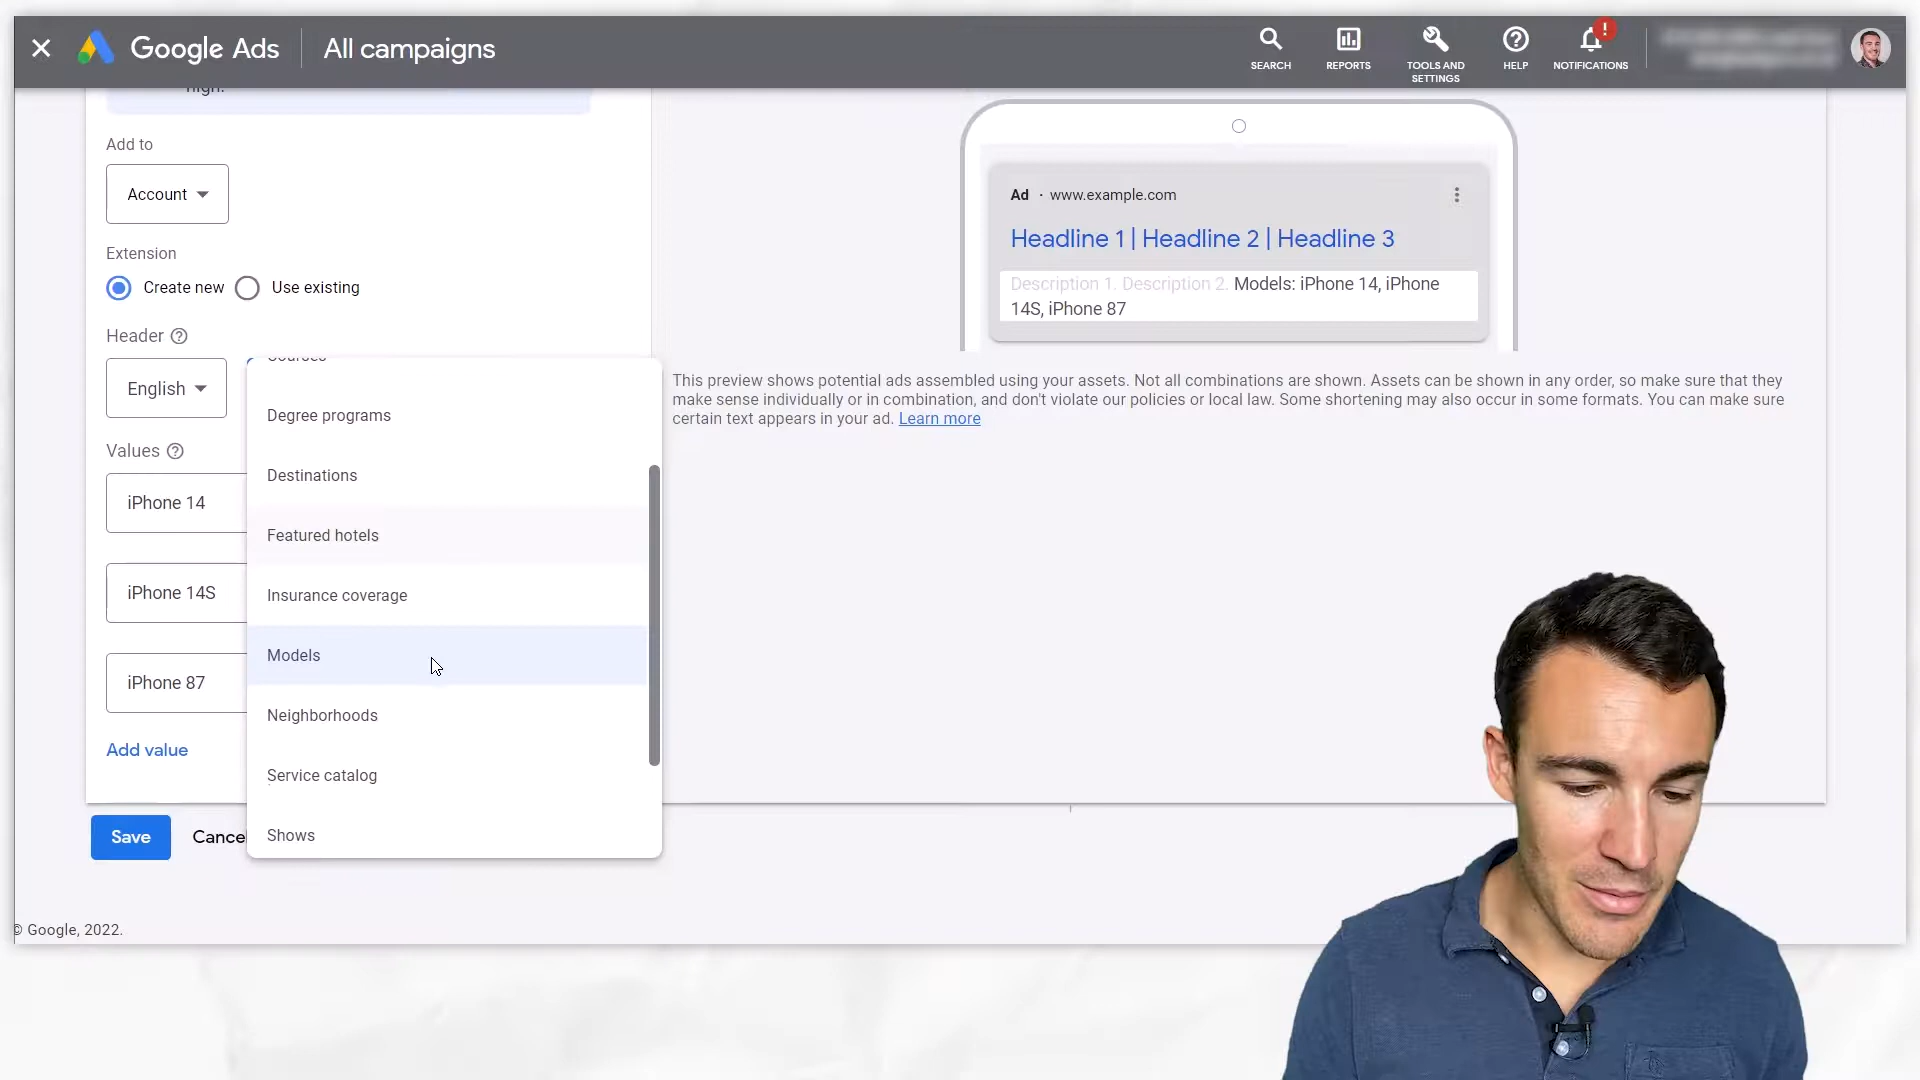 Google Ads
All campaigns
SEARCH
REPORTS
TOOLS AND
SETTINGS
HELP
NOTIFICATIONS
!
high.
Add to
Account
Extension
Create new
Use existing
Header
English
Values
iPhone 14
iPhone 14S
iPhone 87
Add value
Save
Cancel
Courses
Degree programs
Destinations
Featured hotels
Insurance coverage
Models
Neighborhoods
Service catalog
Shows
Ad · www.example.com
Headline 1 | Headline 2 | Headline 3
Description 1. Description 2. Models: iPhone 14, iPhone
14S, iPhone 87
This preview shows potential ads assembled using your assets. Not all combinations are shown. Assets can be shown in any order, so make sure that they
make sense individually or in combination, and don't violate our policies or local law. Some shortening may also occur in some formats. You can make sure
certain text appears in your ad. Learn more
© Google, 2022.